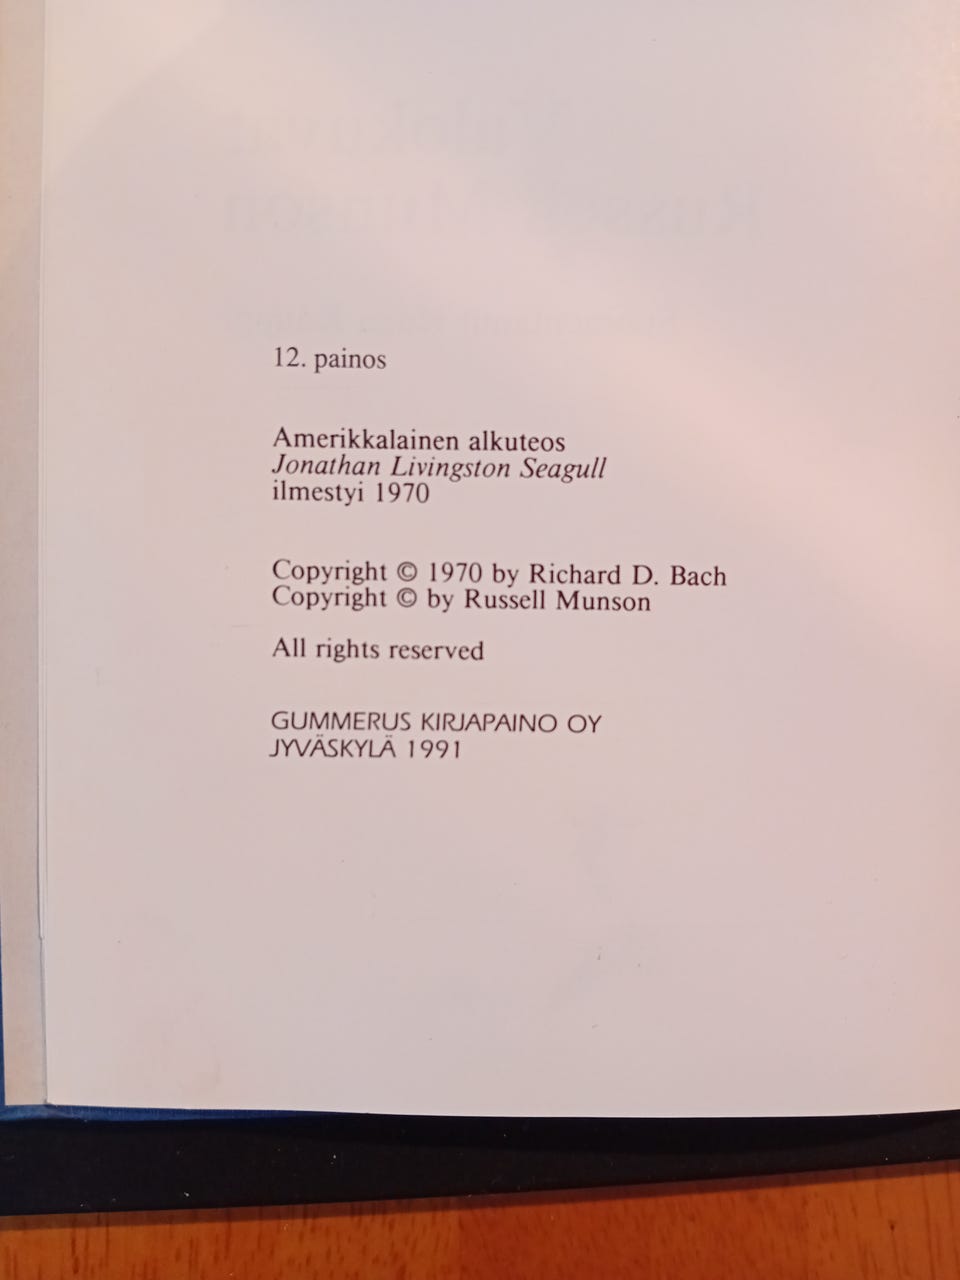 12. painos
Amerikkalainen alkuteos
Jonathan Livingston Seagull
ilmestyi 1970
Copyright © 1970 by Richard D. Bach
Copyright © by Russell Munson
All rights reserved
GUMMERUS KIRJAPAINO OY
JYVÄSKYLÄ 1991